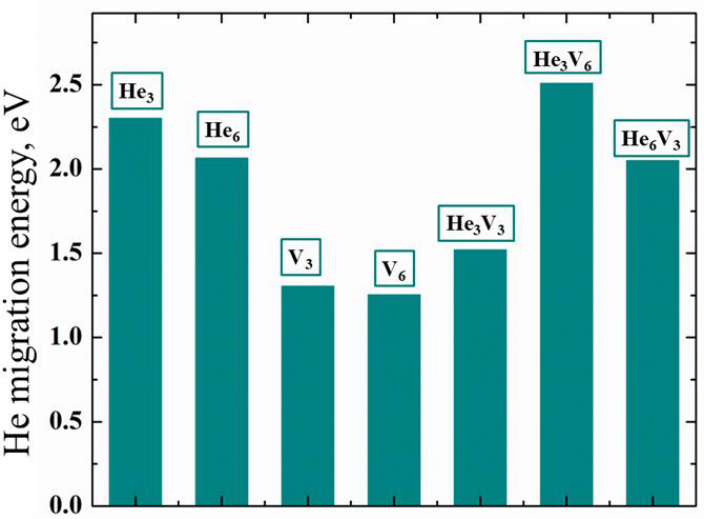 He migration energy, eV
2.5
2.0
1.5
1.0
0.5
0.0
He₃
He₆
V₃
V₆
He₃V₃
He₃V₆
He₆V₃